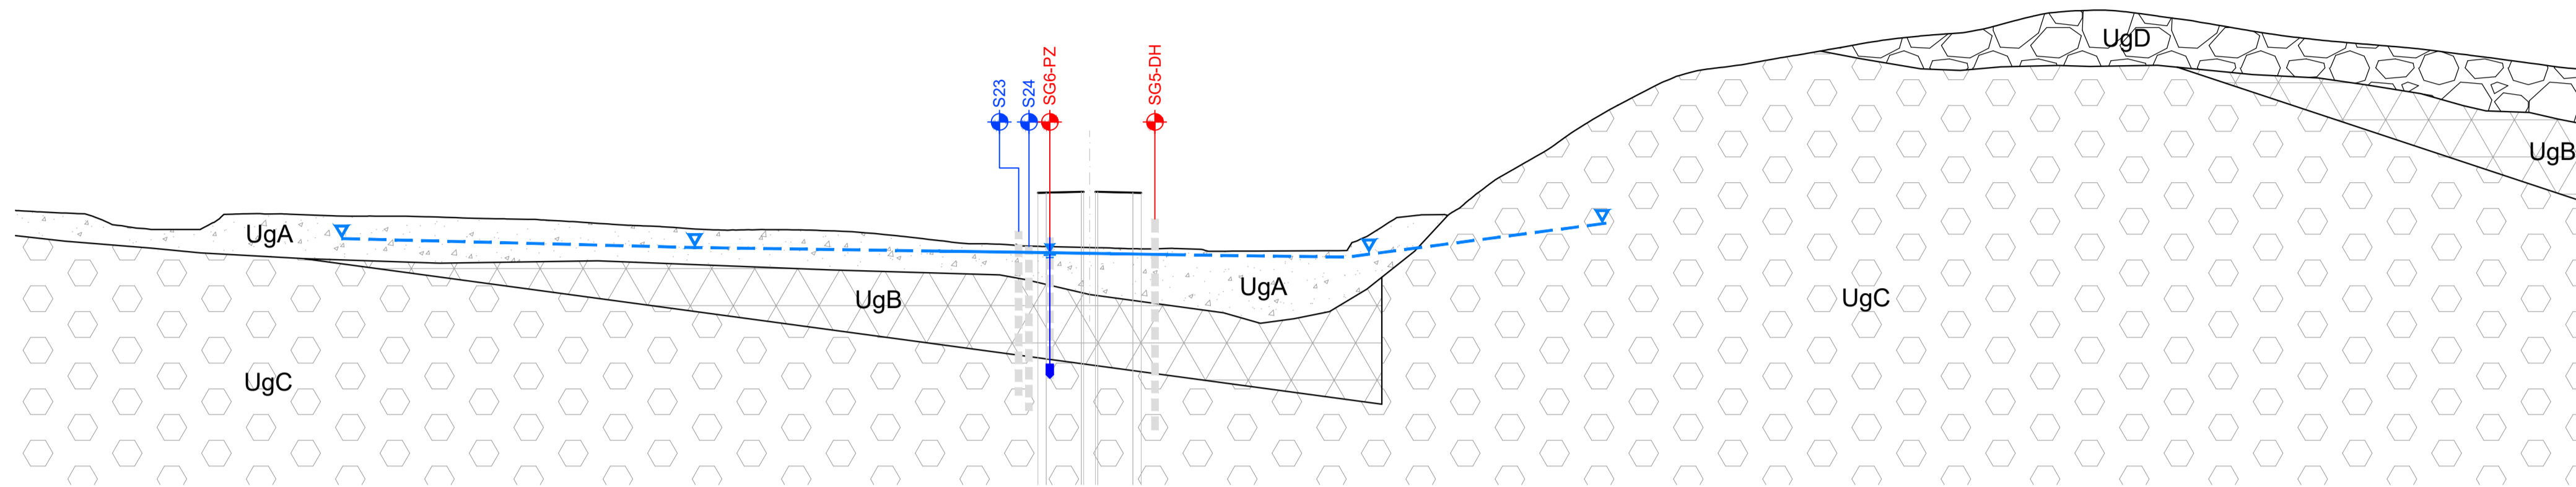 UgD
SG6-PZ
SG5-DH
S23
S24
UgB
UgA
UgA
UgB
UgC
UgC